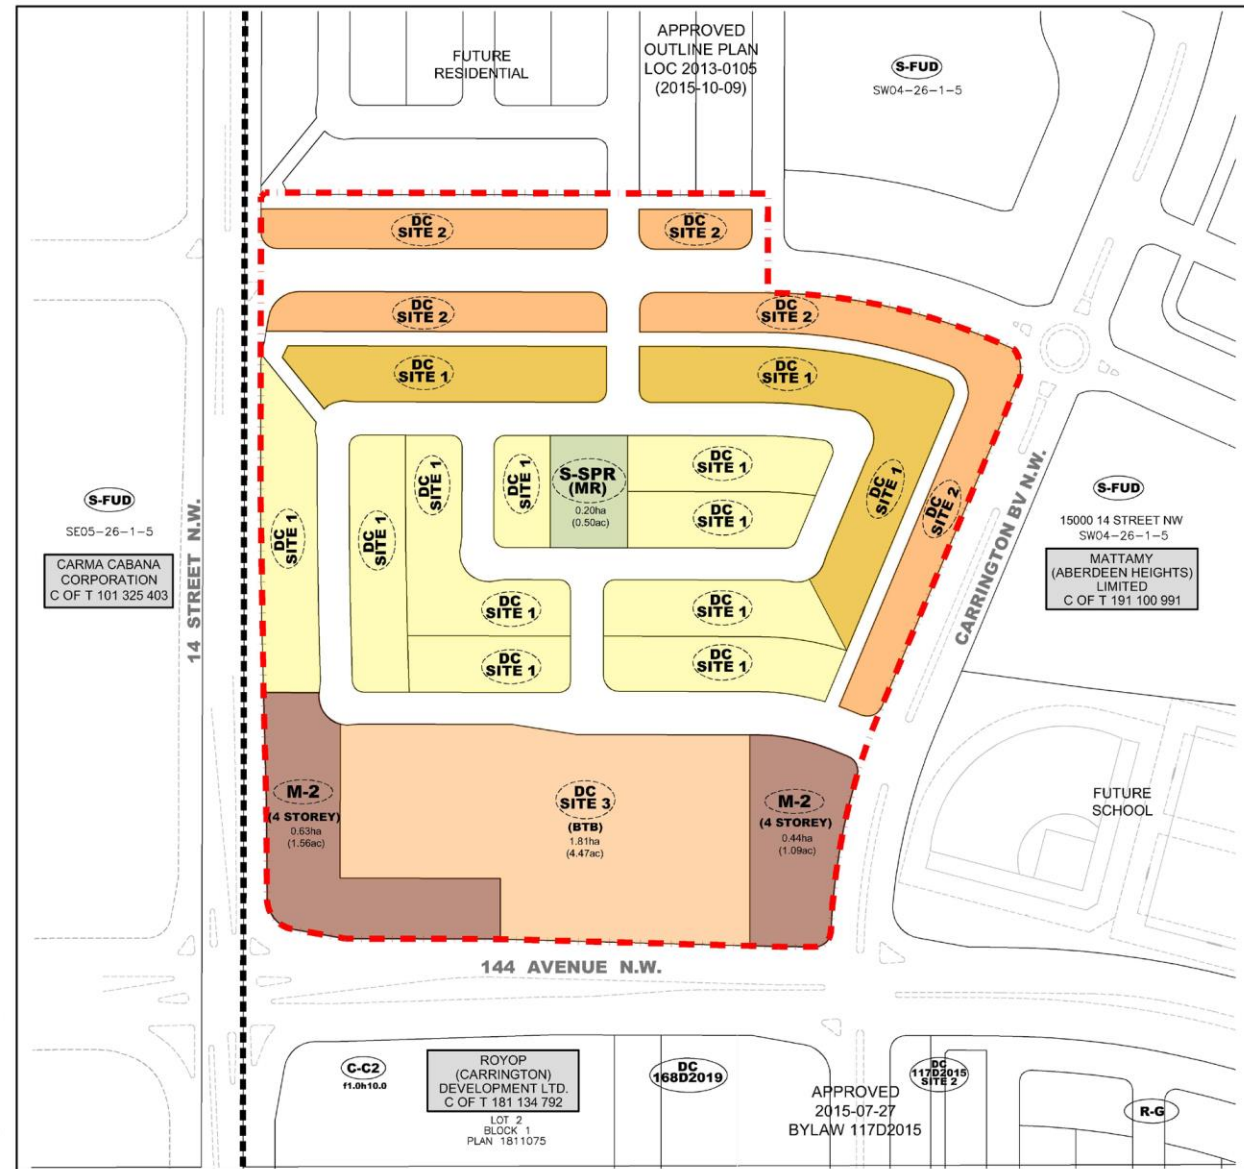 FUTURE
RESIDENTIAL
APPROVED
OUTLINE PLAN
LOC 2013-0105
(2015-10-09)
S-FUD
SW04-26-1-5
DC
SITE 2
DC
SITE 2
DC
SITE 2
DC
SITE 2
DC
SITE 1
DC
SITE 1
DC
SITE 1
DC
SITE 1
DC
SITE 1
DC
SITE 1
S-SPR
(MR)
0.20ha
(0.50ac)
DC
SITE 1
DC
SITE 1
DC
SITE 1
DC
SITE 2
DC
SITE 1
DC
SITE 1
DC
SITE 1
DC
SITE 1
S-FUD
SE05-26-1-5
CARMA CABANA
CORPORATION
C OF T 101 325 403
14 STREET N.W.
CARRINGTON BV N.W.
S-FUD
15000 14 STREET NW
SW04-26-1-5
MATTAMY
(ABERDEEN HEIGHTS)
LIMITED
C OF T 191 100 991
M-2
(4 STOREY)
0.63ha
(1.56ac)
DC
SITE 3
(BTB)
1.81ha
(4.47ac)
M-2
(4 STOREY)
0.44ha
(1.09ac)
FUTURE
SCHOOL
144 AVENUE N.W.
C-C2
f1.0h10.0
ROYOP
(CARRINGTON)
DEVELOPMENT LTD.
C OF T 181 134 792
LOT 2
BLOCK 1
PLAN 1811075
DC
168D2019
APPROVED
2015-07-27
BYLAW 117D2015
DC
117D2015
SITE 2
R-G